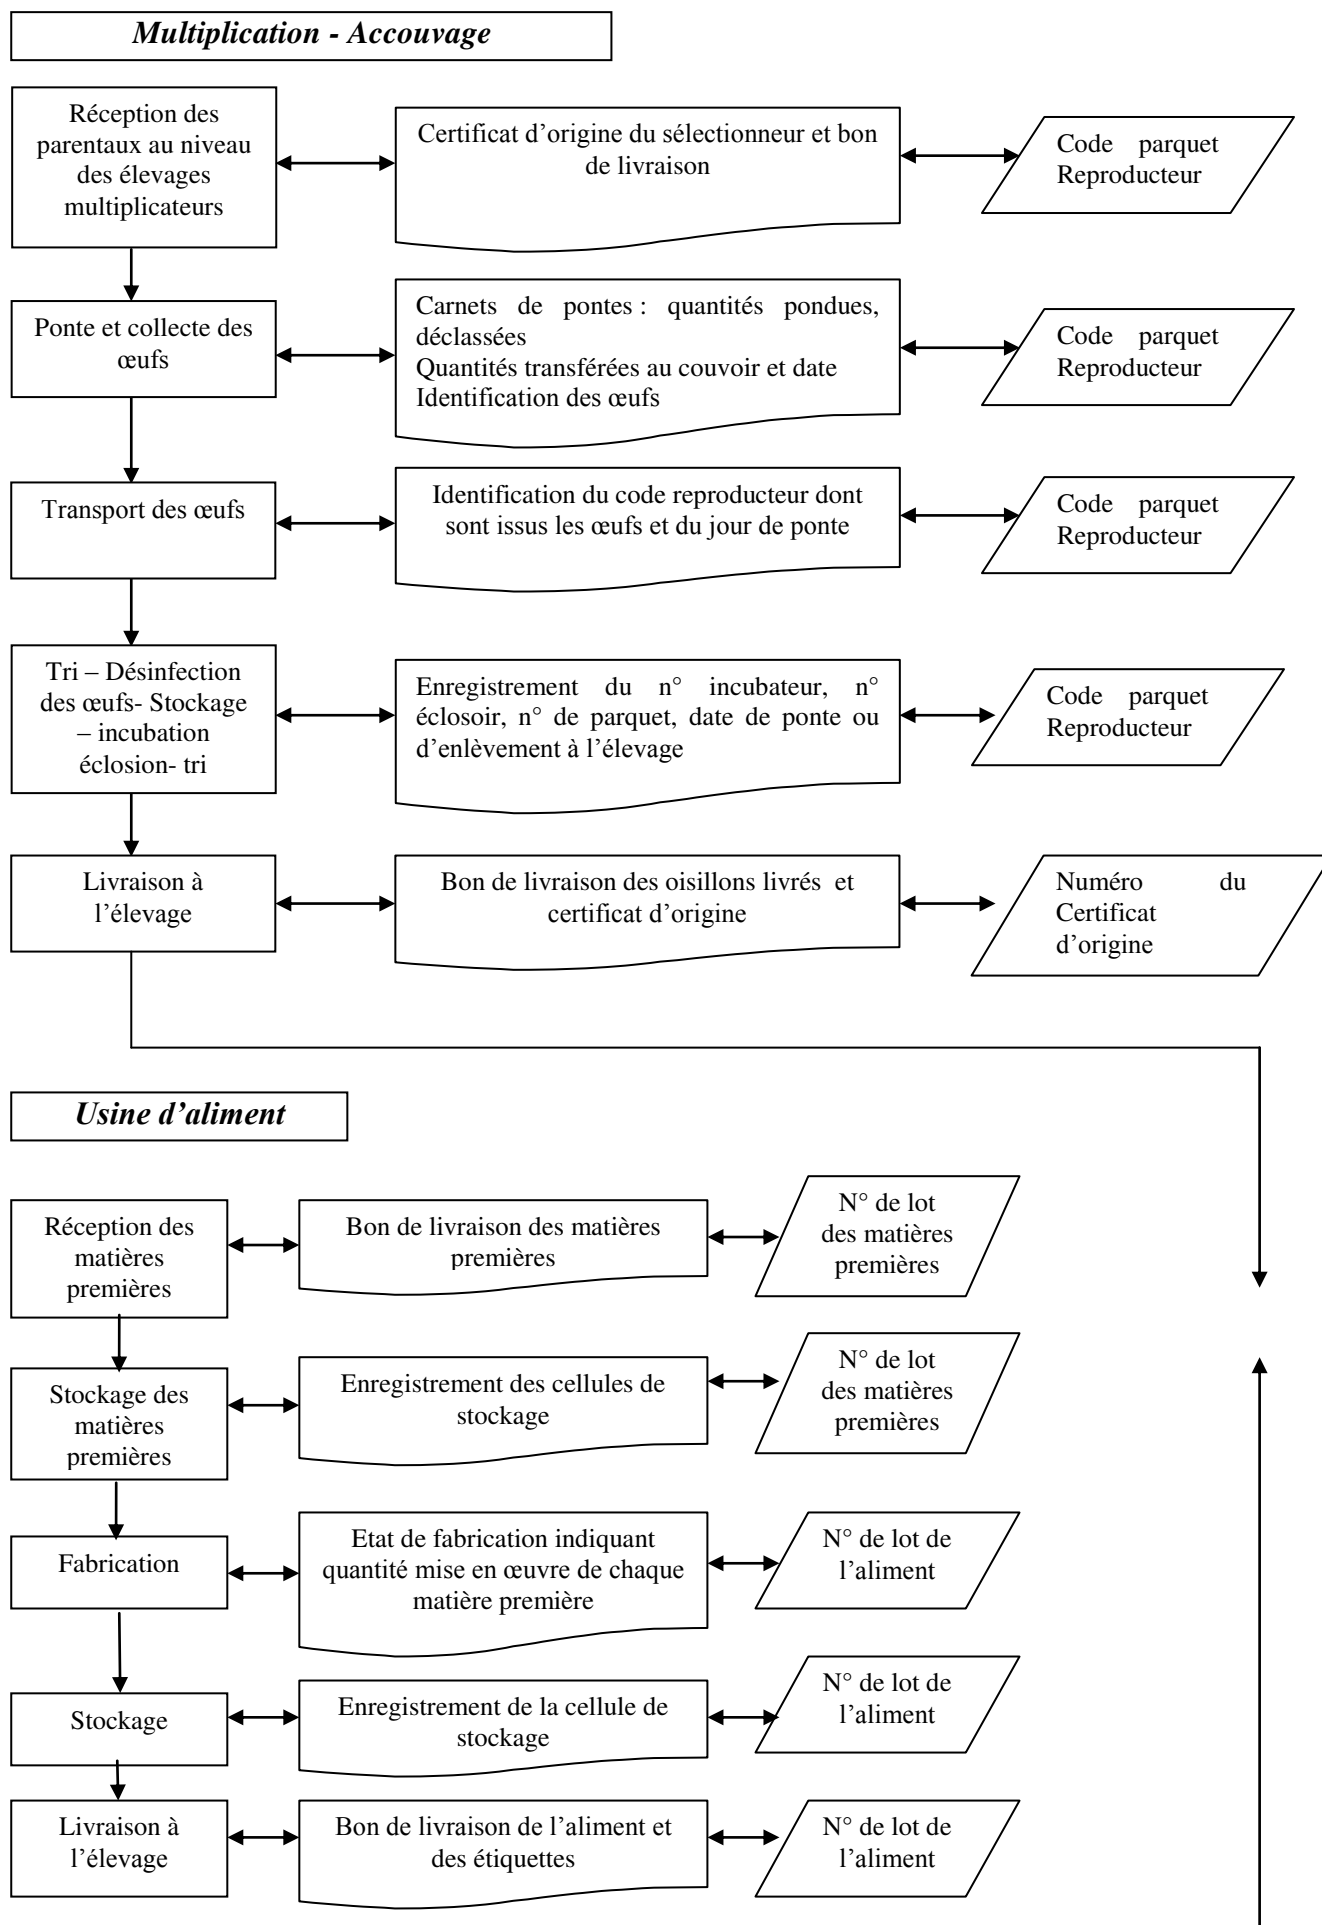 Multiplication - Accouvage
Réception des
parentaux au niveau
des élevages
multiplicateurs
Certificat d’origine du sélectionneur et bon
de livraison
Code parquet
Reproducteur
Ponte et collecte des
œufs
Carnets de pontes : quantités pondues,
déclassées
Quantités transférées au couvoir et date
Identification des œufs
Code parquet
Reproducteur
Transport des œufs
Identification du code reproducteur dont
sont issus les œufs et du jour de ponte
Code parquet
Reproducteur
Tri – Désinfection
des œufs- Stockage
– incubation
éclosion- tri
Enregistrement du n° incubateur, n°
éclosoir, n° de parquet, date de ponte ou
d’enlèvement à l’élevage
Code parquet
Reproducteur
Livraison à
l’élevage
Bon de livraison des oisillons livrés et
certificat d’origine
Numéro du
Certificat
d’origine
Usine d’aliment
Réception des
matières
premières
Bon de livraison des matières
premières
N° de lot
des matières
premières
Stockage des
matières
premières
Enregistrement des cellules de
stockage
N° de lot
des matières
premières
Fabrication
Etat de fabrication indiquant
quantité mise en œuvre de chaque
matière première
N° de lot de
l’aliment
Stockage
Enregistrement de la cellule de
stockage
N° de lot de
l’aliment
Livraison à
l’élevage
Bon de livraison de l’aliment et
des étiquettes
N° de lot de
l’aliment